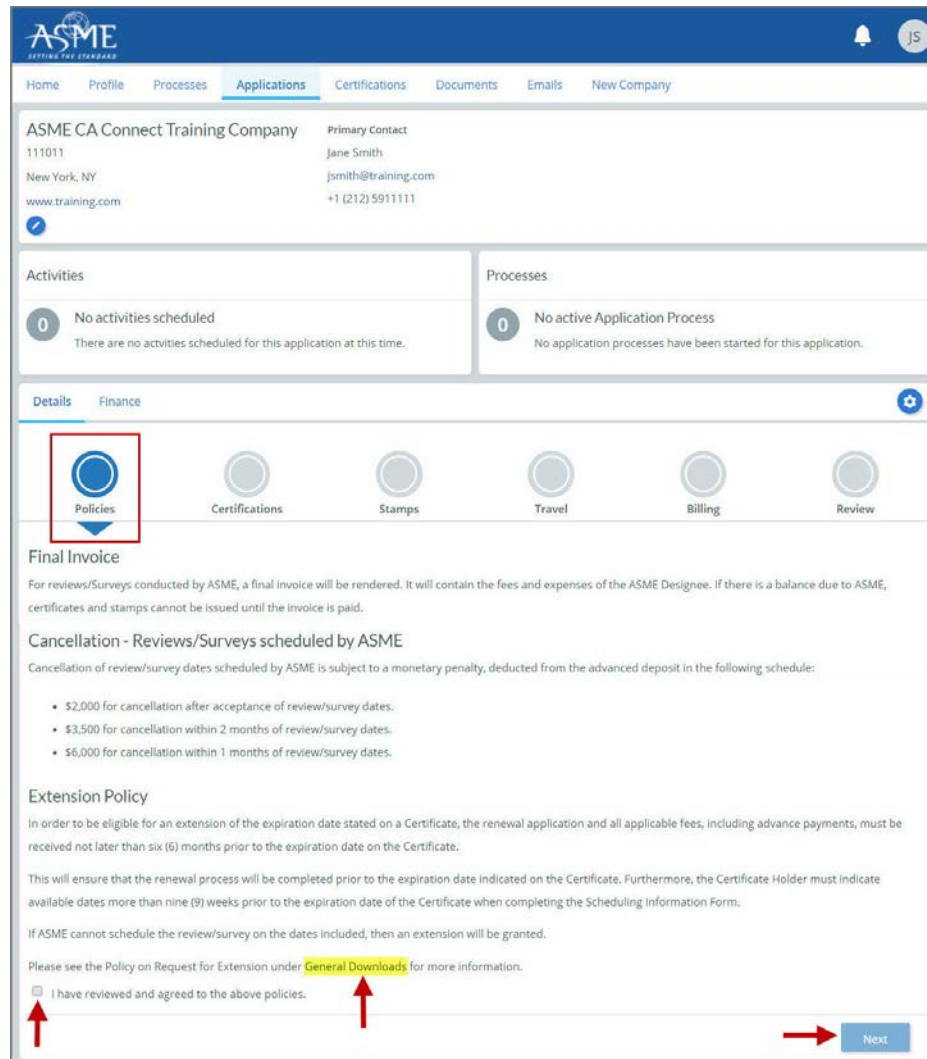 ASME
SETTING THE STANDARD
JS
Home Profile Processes Applications Certifications Documents Emails New Company
ASME CA Connect Training Company
111011
New York, NY
www.training.com
Primary Contact
Jane Smith
jsmith@training.com
+1 (212) 5911111
Activities
0
No activities scheduled
There are no actvities scheduled for this application at this time.
Processes
0
No active Application Process
No application processes have been started for this application.
Details Finance
Policies Certifications Stamps Travel Billing Review
Final Invoice
For reviews/Surveys conducted by ASME, a final invoice will be rendered. It will contain the fees and expenses of the ASME Designee. If there is a balance due to ASME,
certificates and stamps cannot be issued until the invoice is paid.
Cancellation - Reviews/Surveys scheduled by ASME
Cancellation of review/survey dates scheduled by ASME is subject to a monetary penalty, deducted from the advanced deposit in the following schedule:
• $2,000 for cancellation after acceptance of review/survey dates.
• $3,500 for cancellation within 2 months of review/survey dates.
• $6,000 for cancellation within 1 months of review/survey dates.
Extension Policy
In order to be eligible for an extension of the expiration date stated on a Certificate, the renewal application and all applicable fees, including advance payments, must be
received not later than six (6) months prior to the expiration date on the Certificate.
This will ensure that the renewal process will be completed prior to the expiration date indicated on the Certificate. Furthermore, the Certificate Holder must indicate
available dates more than nine (9) weeks prior to the expiration date of the Certificate when completing the Scheduling Information Form.
If ASME cannot schedule the review/survey on the dates included, then an extension will be granted.
Please see the Policy on Request for Extension under General Downloads for more information.
I have reviewed and agreed to the above policies.
Next